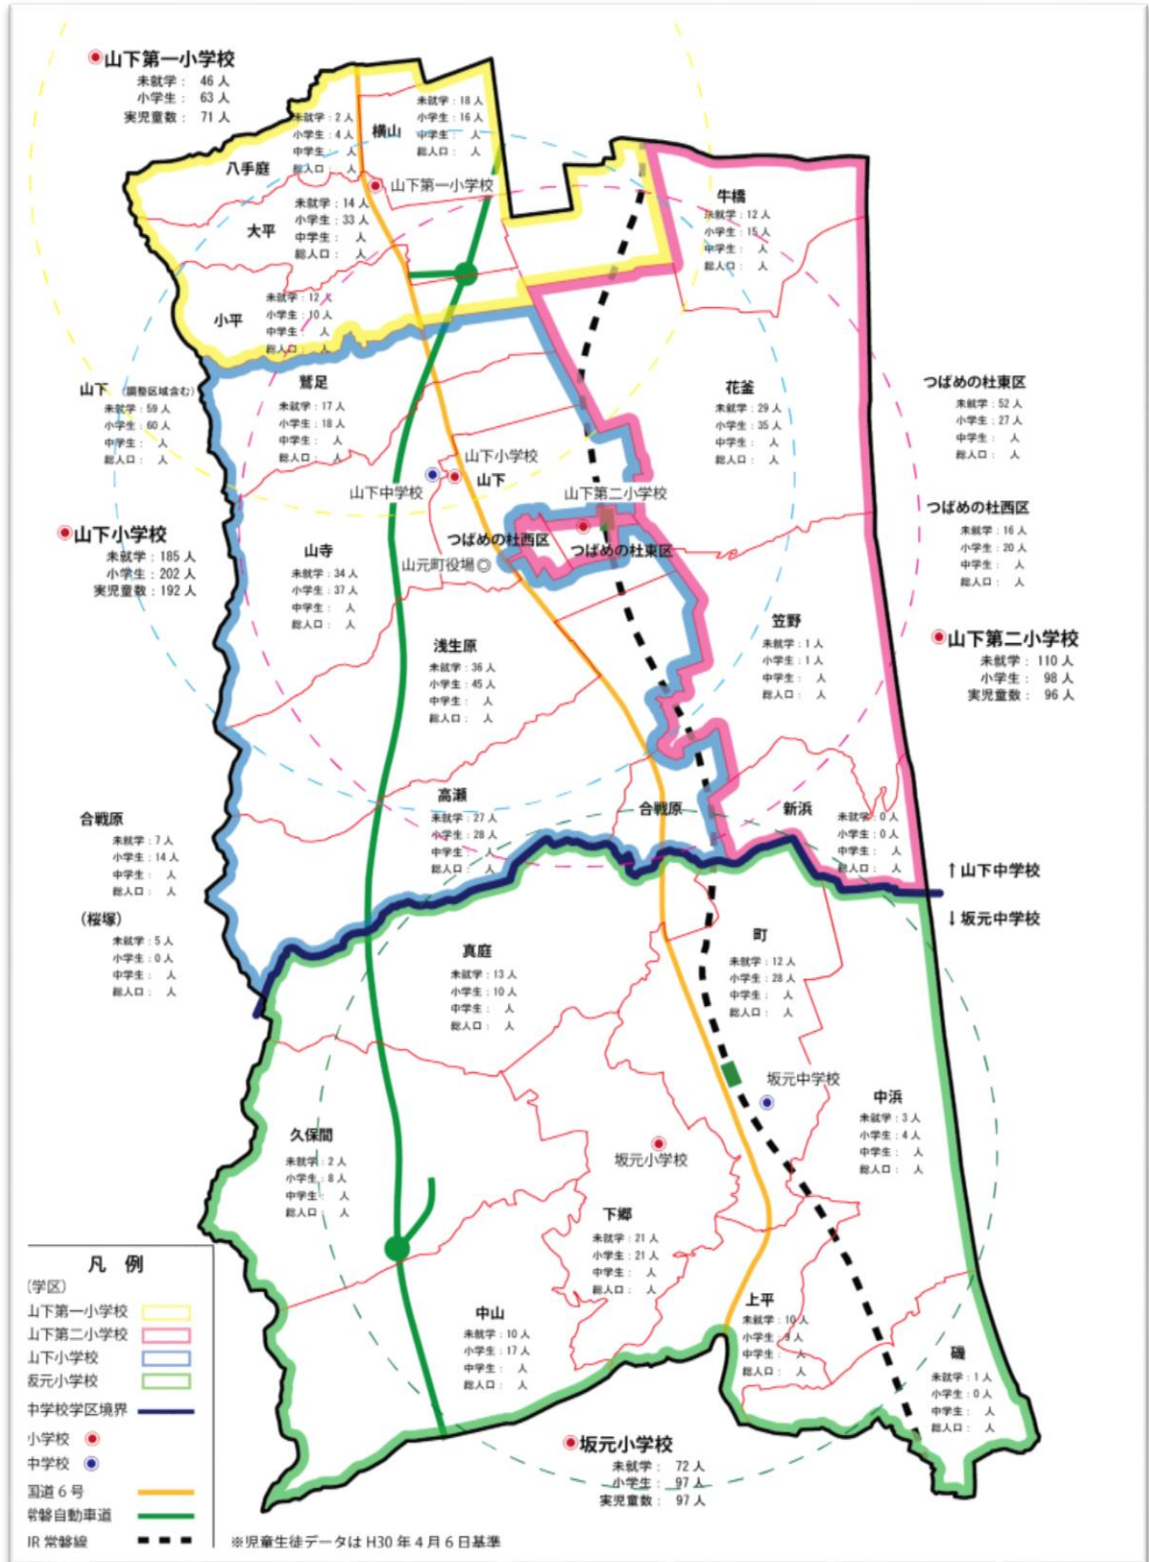 山下第一小学校
未就学： 46 人
小学生： 63 人
実児童数： 71 人
未就学：2 人
小学生：4 人
中学生： 人
総人口： 人
八手庭
横山
未就学：18 人
小学生：16 人
中学生： 人
総人口： 人
山下第一小学校
大平
未就学：14 人
小学生：33 人
中学生： 人
総人口： 人
小平
未就学：12 人
小学生：10 人
中学生： 人
総人口： 人
牛橋
未就学：12 人
小学生：15 人
中学生： 人
総人口： 人
山下 （調整区域含む）
未就学：59 人
小学生：60 人
中学生： 人
総人口： 人
鷲足
未就学：17 人
小学生：18 人
中学生： 人
総人口： 人
花釜
未就学：29 人
小学生：35 人
中学生： 人
総人口： 人
つばめの杜東区
未就学：52 人
小学生：27 人
中学生： 人
総人口： 人
山下小学校
山下
山下中学校
山下第二小学校
つばめの杜西区
つばめの杜東区
山元町役場◎
つばめの杜西区
未就学：16 人
小学生：20 人
中学生： 人
総人口： 人
山下小学校
未就学：185 人
小学生：202 人
実児童数：192 人
山寺
未就学：34 人
小学生：37 人
中学生： 人
総人口： 人
浅生原
未就学：36 人
小学生：45 人
中学生： 人
総人口： 人
笠野
未就学：1 人
小学生：1 人
中学生： 人
総人口： 人
山下第二小学校
未就学： 110 人
小学生： 98 人
実児童数： 96 人
合戦原
未就学：7 人
小学生：14 人
中学生： 人
総人口： 人
高瀬
未就学：27 人
小学生：28 人
中学生： 人
総人口： 人
合戦原
新浜
未就学：0 人
小学生：0 人
中学生： 人
総人口： 人
↑山下中学校
↓坂元中学校
（桜塚）
未就学：5 人
小学生：0 人
中学生： 人
総人口： 人
真庭
未就学：13 人
小学生：10 人
中学生： 人
総人口： 人
町
未就学：12 人
小学生：28 人
中学生： 人
総人口： 人
坂元中学校
中浜
未就学：3 人
小学生：4 人
中学生： 人
総人口： 人
久保間
未就学：2 人
小学生：8 人
中学生： 人
総人口： 人
坂元小学校
下郷
未就学：21 人
小学生：21 人
中学生： 人
総人口： 人
中山
未就学：10 人
小学生：17 人
中学生： 人
総人口： 人
上平
未就学：10 人
小学生：9 人
中学生： 人
総人口： 人
磯
未就学：1 人
小学生：0 人
中学生： 人
総人口： 人
坂元小学校
未就学： 72 人
小学生： 97 人
実児童数： 97 人
凡 例
（学区）
山下第一小学校
山下第二小学校
山下小学校
坂元小学校
中学校学区境界
小学校
中学校
国道６号
常磐自動車道
JR 常磐線
※児童生徒データは H30 年 4 月 6 日基準